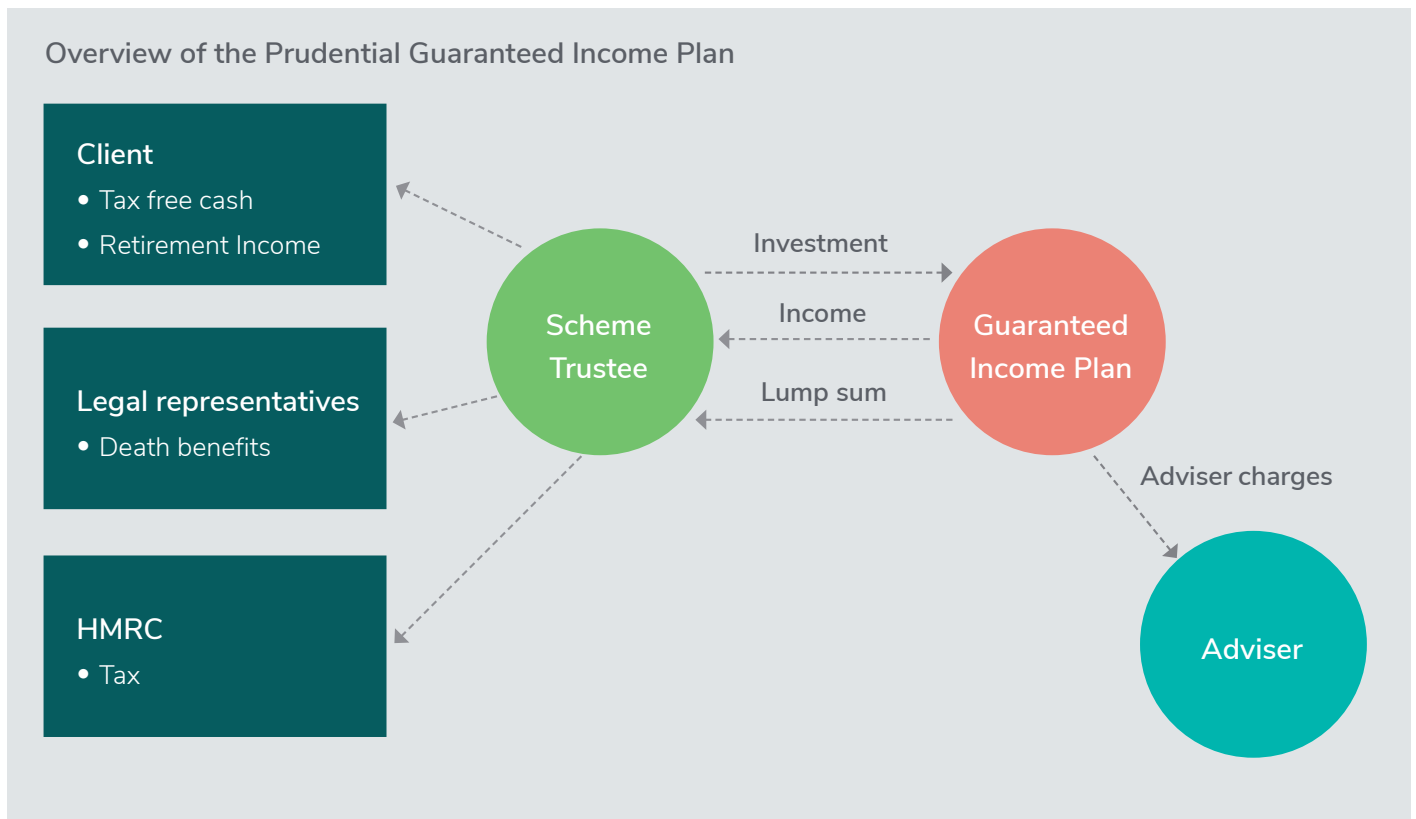 Overview of the Prudential Guaranteed Income Plan
Client
• Tax free cash
• Retirement Income
Legal representatives
• Death benefits
HMRC
• Tax
Scheme
Trustee
Investment
Income
Lump sum
Guaranteed
Income Plan
Adviser charges
Adviser